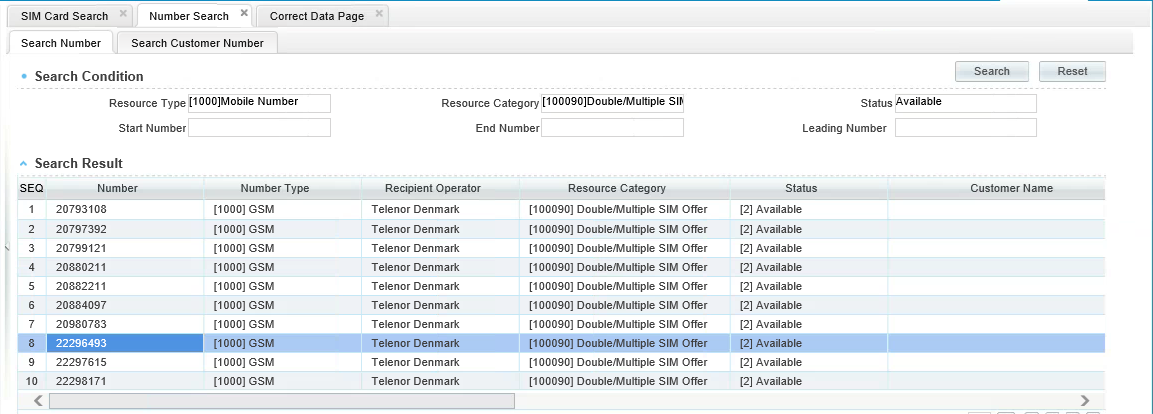 SIM Card Search Number Search Correct Data Page
Search Number Search Customer Number
Search Condition Search Reset
Resource Type [1000]Mobile Number Resource Category [100090]Double/Multiple SIM Status Available
Start Number End Number Leading Number
Search Result
SEQ Number Number Type Recipient Operator Resource Category Status Customer Name
1 20793108 [1000] GSM Telenor Denmark [100090] Double/Multiple SIM Offer [2] Available
2 20797392 [1000] GSM Telenor Denmark [100090] Double/Multiple SIM Offer [2] Available
3 20799121 [1000] GSM Telenor Denmark [100090] Double/Multiple SIM Offer [2] Available
4 20880211 [1000] GSM Telenor Denmark [100090] Double/Multiple SIM Offer [2] Available
5 20882211 [1000] GSM Telenor Denmark [100090] Double/Multiple SIM Offer [2] Available
6 20884097 [1000] GSM Telenor Denmark [100090] Double/Multiple SIM Offer [2] Available
7 20980783 [1000] GSM Telenor Denmark [100090] Double/Multiple SIM Offer [2] Available
8 22296493 [1000] GSM Telenor Denmark [100090] Double/Multiple SIM Offer [2] Available
9 22297615 [1000] GSM Telenor Denmark [100090] Double/Multiple SIM Offer [2] Available
10 22298171 [1000] GSM Telenor Denmark [100090] Double/Multiple SIM Offer [2] Available